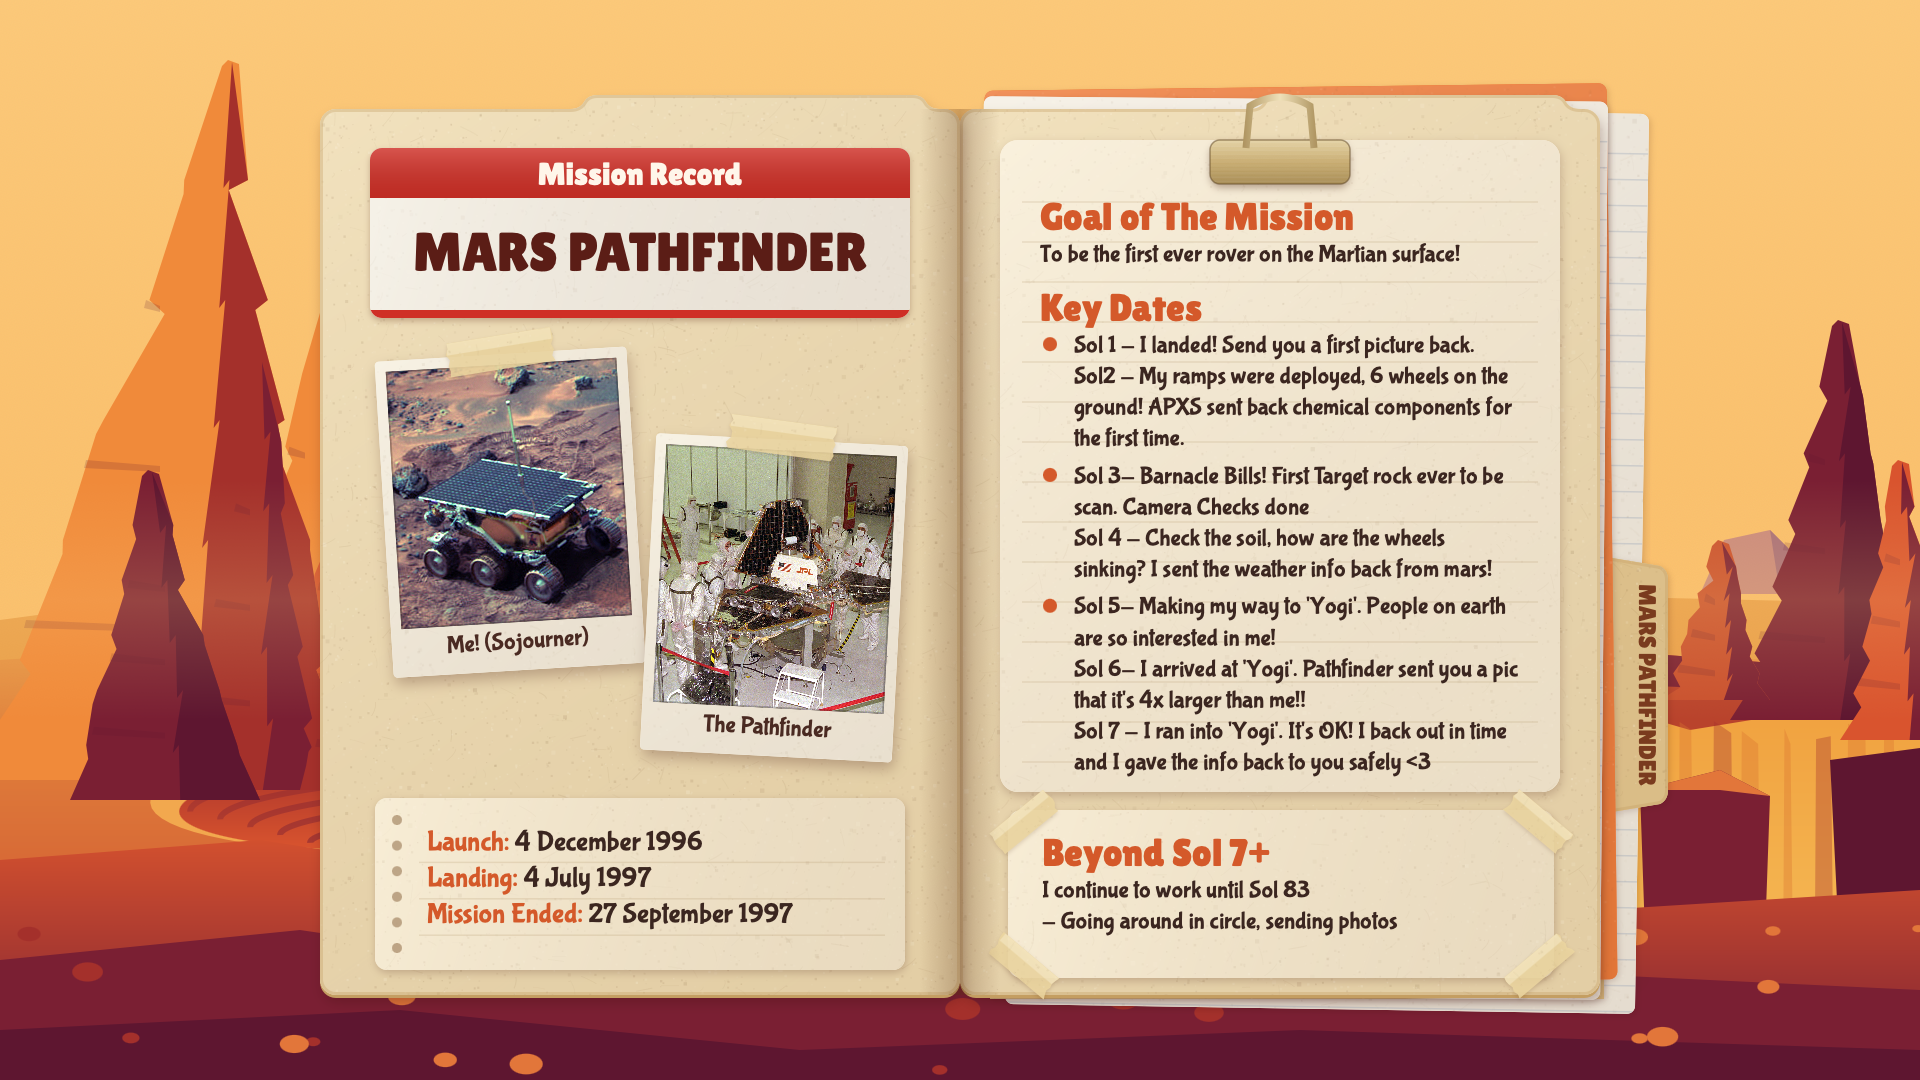 Mission Record
MARS PATHFINDER
Me! (Sojourner)
JPL
The Pathfinder
Launch: 4 December 1996
Landing: 4 July 1997
Mission Ended: 27 September 1997
Goal of The Mission
To be the first ever rover on the Martian surface!
Key Dates
Sol 1 – I landed! Send you a first picture back.
Sol2 – My ramps were deployed, 6 wheels on the
ground! APXS sent back chemical components for
the first time.
Sol 3– Barnacle Bills! First Target rock ever to be
scan. Camera Checks done
Sol 4 – Check the soil, how are the wheels
sinking? I sent the weather info back from mars!
Sol 5– Making my way to 'Yogi'. People on earth
are so interested in me!
Sol 6– I arrived at 'Yogi'. Pathfinder sent you a pic
that it's 4x larger than me!!
Sol 7 – I ran into 'Yogi'. It's OK! I back out in time
and I gave the info back to you safely <3
Beyond Sol 7+
I continue to work until Sol 83
– Going around in circle, sending photos
MARS PATHFINDER